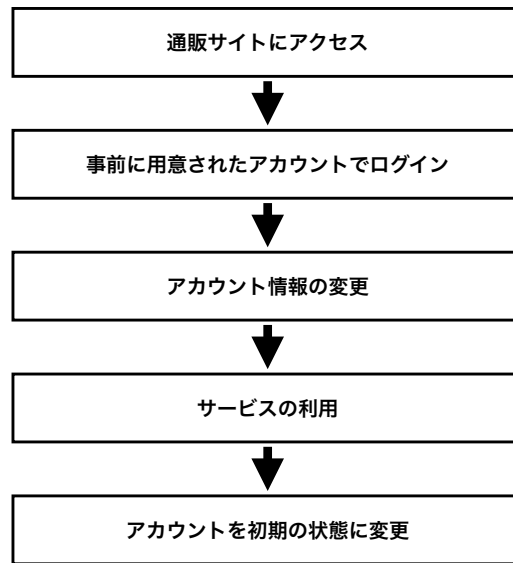 通販サイトにアクセス
事前に用意されたアカウントでログイン
アカウント情報の変更
サービスの利用
アカウントを初期の状態に変更